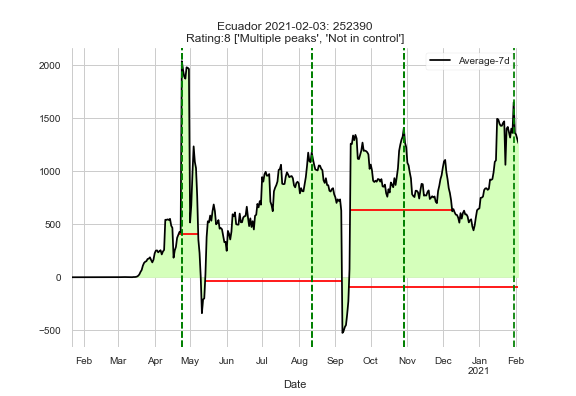 Ecuador 2021-02-03: 252390
Rating:8 ['Multiple peaks', 'Not in control']
Average-7d
2000
1500
1000
500
0
−500
Feb Mar Apr May Jun Jul Aug Sep Oct Nov Dec Jan Feb
2021
Date